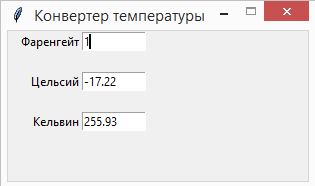 Конвертер температуры
Фаренгейт 1
Цельсий -17.22
Кельвин 255.93